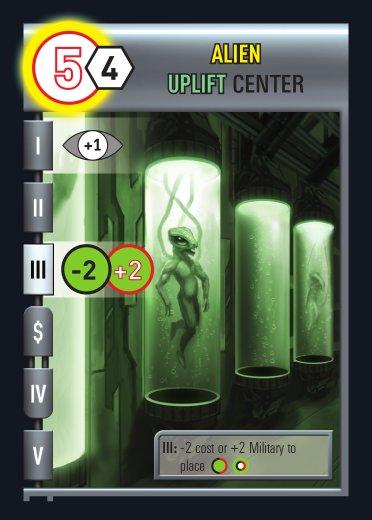 5
4
ALIEN
UPLIFT CENTER
I
+1
II
III
-2
+2
$
IV
V
III: -2 cost or +2 Military to
place